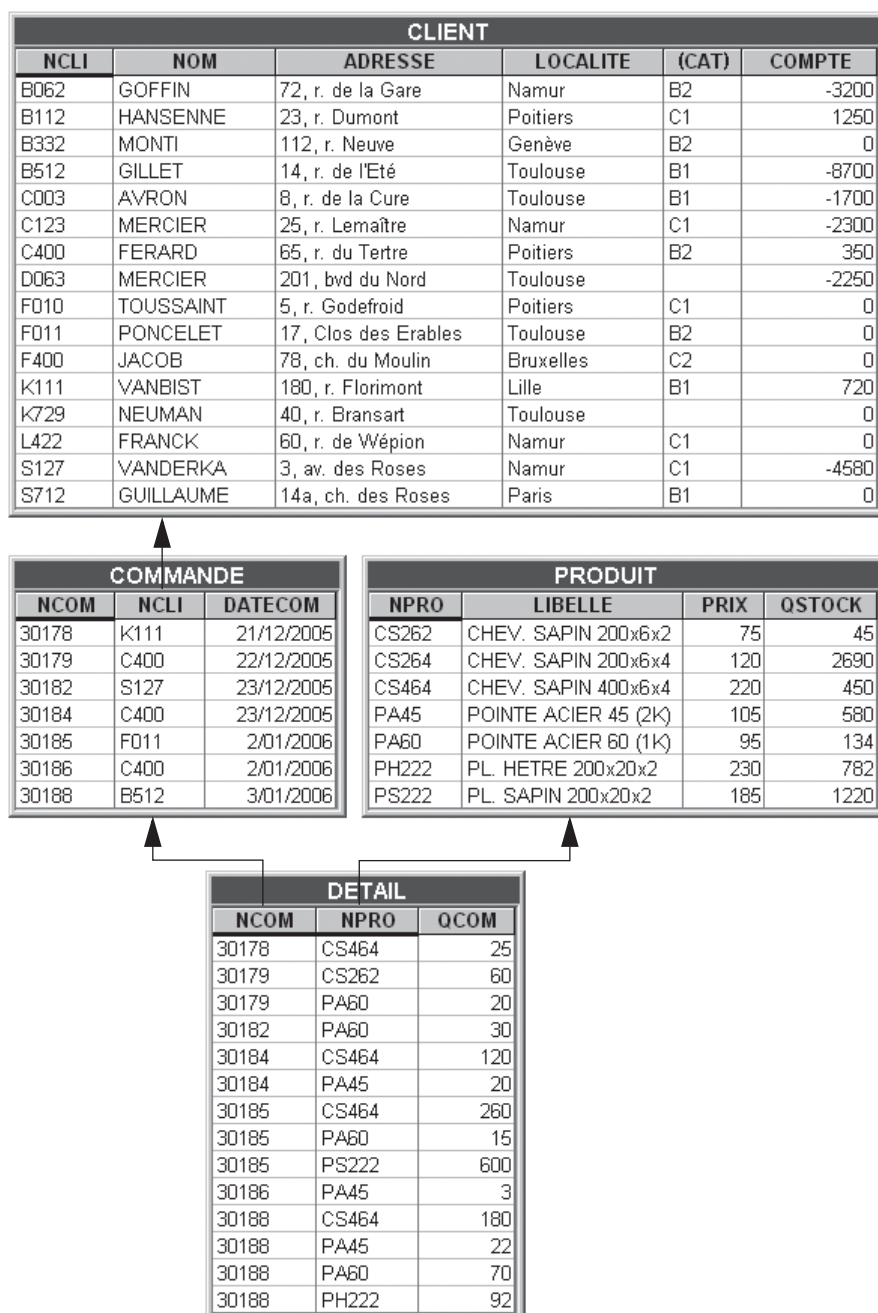 CLIENT
NCLI NOM ADRESSE LOCALITE (CAT) COMPTE
B062 GOFFIN 72, r. de la Gare Namur B2 -3200
B112 HANSENNE 23, r. Dumont Poitiers C1 1250
B332 MONTI 112, r. Neuve Genève B2 0
B512 GILLET 14, r. de l'Eté Toulouse B1 -8700
C003 AVRON 8, r. de la Cure Toulouse B1 -1700
C123 MERCIER 25, r. Lemaître Namur C1 -2300
C400 FERARD 65, r. du Tertre Poitiers B2 350
D063 MERCIER 201, bvd du Nord Toulouse -2250
F010 TOUSSAINT 5, r. Godefroid Poitiers C1 0
F011 PONCELET 17, Clos des Erables Toulouse B2 0
F400 JACOB 78, ch. du Moulin Bruxelles C2 0
K111 VANBIST 180, r. Florimont Lille B1 720
K729 NEUMAN 40, r. Bransart Toulouse 0
L422 FRANCK 60, r. de Wépion Namur C1 0
S127 VANDERKA 3, av. des Roses Namur C1 -4580
S712 GUILLAUME 14a, ch. des Roses Paris B1 0
COMMANDE
NCOM NCLI DATECOM
30178 K111 21/12/2005
30179 C400 22/12/2005
30182 S127 23/12/2005
30184 C400 23/12/2005
30185 F011 2/01/2006
30186 C400 2/01/2006
30188 B512 3/01/2006
PRODUIT
NPRO LIBELLE PRIX QSTOCK
CS262 CHEV. SAPIN 200x6x2 75 45
CS264 CHEV. SAPIN 200x6x4 120 2690
CS464 CHEV. SAPIN 400x6x4 220 450
PA45 POINTE ACIER 45 (2K) 105 580
PA60 POINTE ACIER 60 (1K) 95 134
PH222 PL. HETRE 200x20x2 230 782
PS222 PL. SAPIN 200x20x2 185 1220
DETAIL
NCOM NPRO QCOM
30178 CS464 25
30179 CS262 60
30179 PA60 20
30182 PA60 30
30184 CS464 120
30184 PA45 20
30185 CS464 260
30185 PA60 15
30185 PS222 600
30186 PA45 3
30188 CS464 180
30188 PA45 22
30188 PA60 70
30188 PH222 92